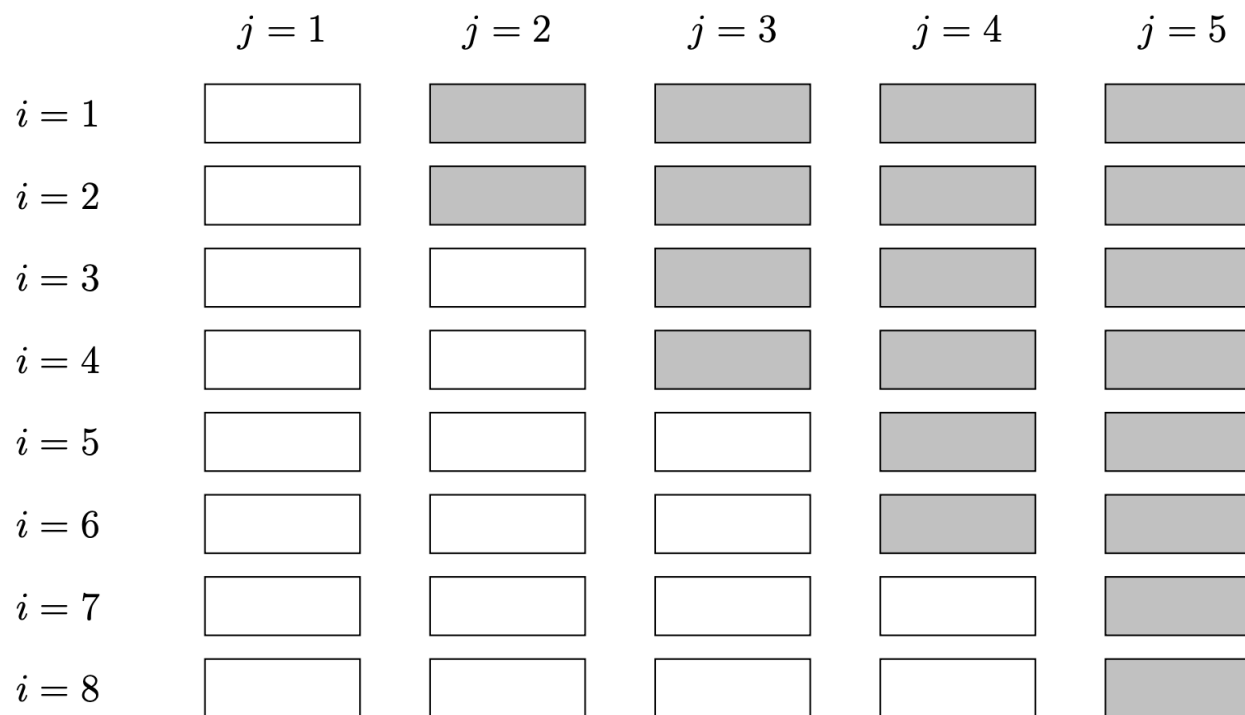 j = 1 j = 2 j = 3 j = 4 j = 5
i = 1
i = 2
i = 3
i = 4
i = 5
i = 6
i = 7
i = 8